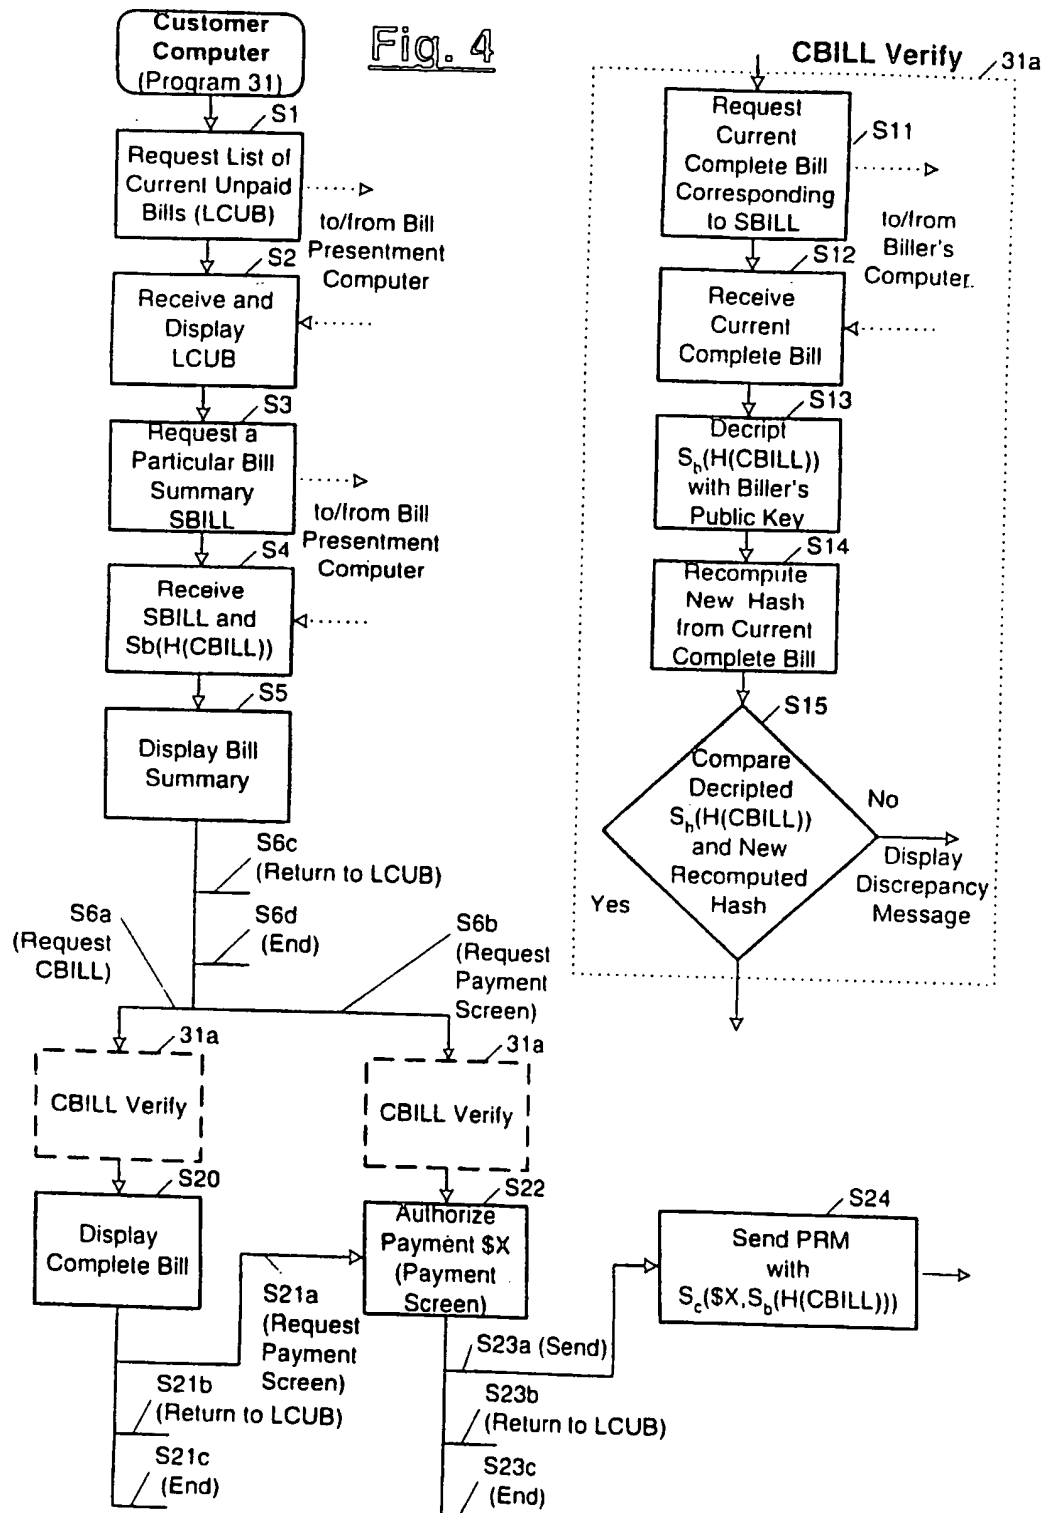 Customer
Computer
(Program 31)
Fig. 4
S1
Request List of
Current Unpaid
Bills (LCUB)
to/from Bill
Presentment
Computer
S2
Receive and
Display
LCUB
S3
Request a
Particular Bill
Summary
SBILL
to/from Bill
Presentment
Computer
S4
Receive
SBILL and
Sb(H(CBILL))
S5
Display Bill
Summary
S6c
(Return to LCUB)
S6d
(End)
S6a
(Request
CBILL)
S6b
(Request
Payment
Screen)
31a
CBILL Verify
31a
CBILL Verify
S20
Display
Complete Bill
S22
Authorize
Payment $X
(Payment
Screen)
S21a
(Request
Payment
Screen)
S21b
(Return to LCUB)
S21c
(End)
S23a (Send)
S23b
(Return to LCUB)
S23c
(End)
S24
Send PRM
with
Sc($X,Sb(H(CBILL)))
CBILL Verify
31a
Request
Current
Complete Bill
Corresponding
to SBILL
S11
to/from
Biller's
Computer
S12
Receive
Current
Complete Bill
S13
Decript
Sb(H(CBILL))
with Biller's
Public Key
S14
Recompute
New Hash
from Current
Complete Bill
S15
Compare
Decripted
Sb(H(CBILL))
and New
Recomputed
Hash
Yes
No
Display
Discrepancy
Message